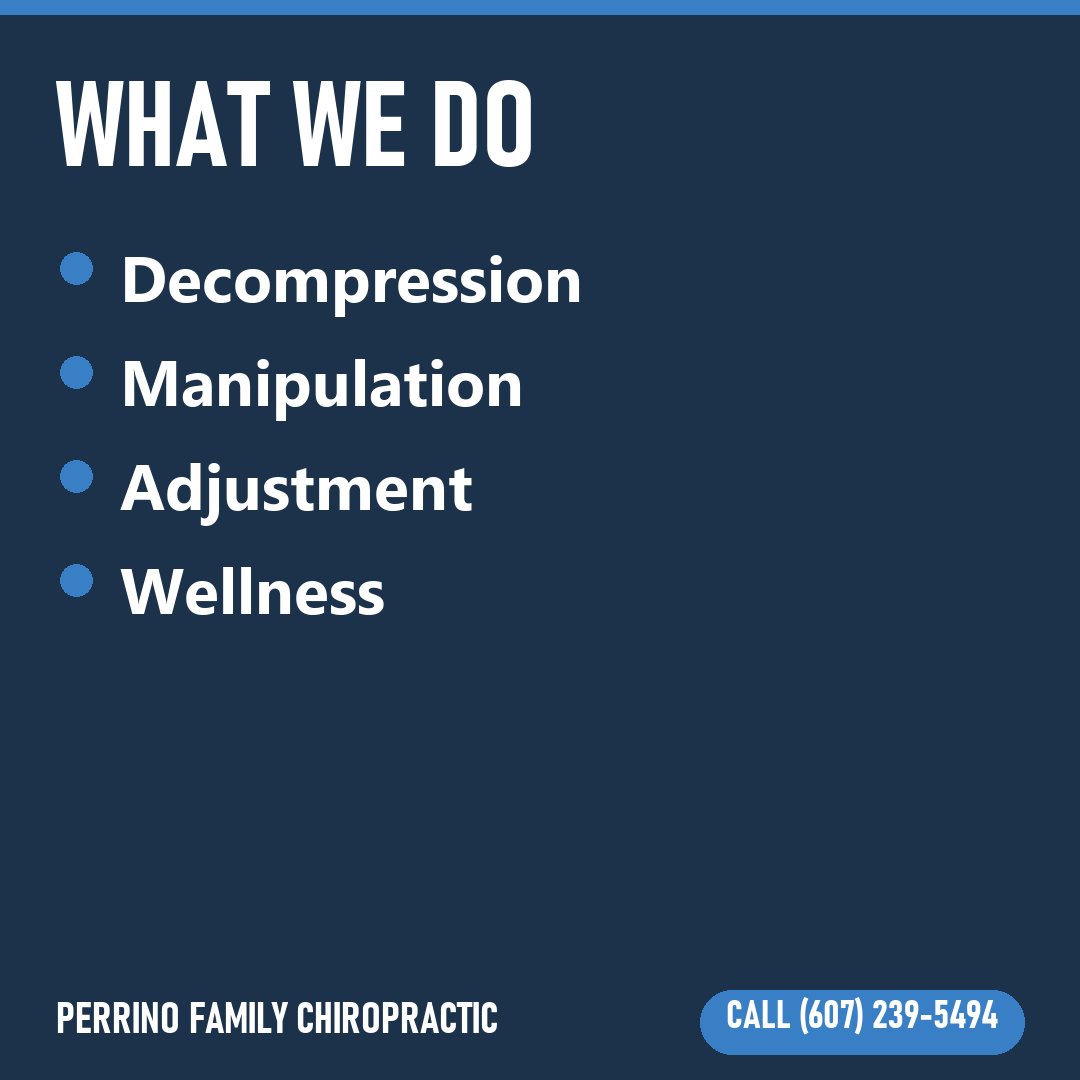 WHAT WE DO
Decompression
Manipulation
Adjustment
Wellness
PERRINO FAMILY CHIROPRACTIC
CALL (607) 239-5494